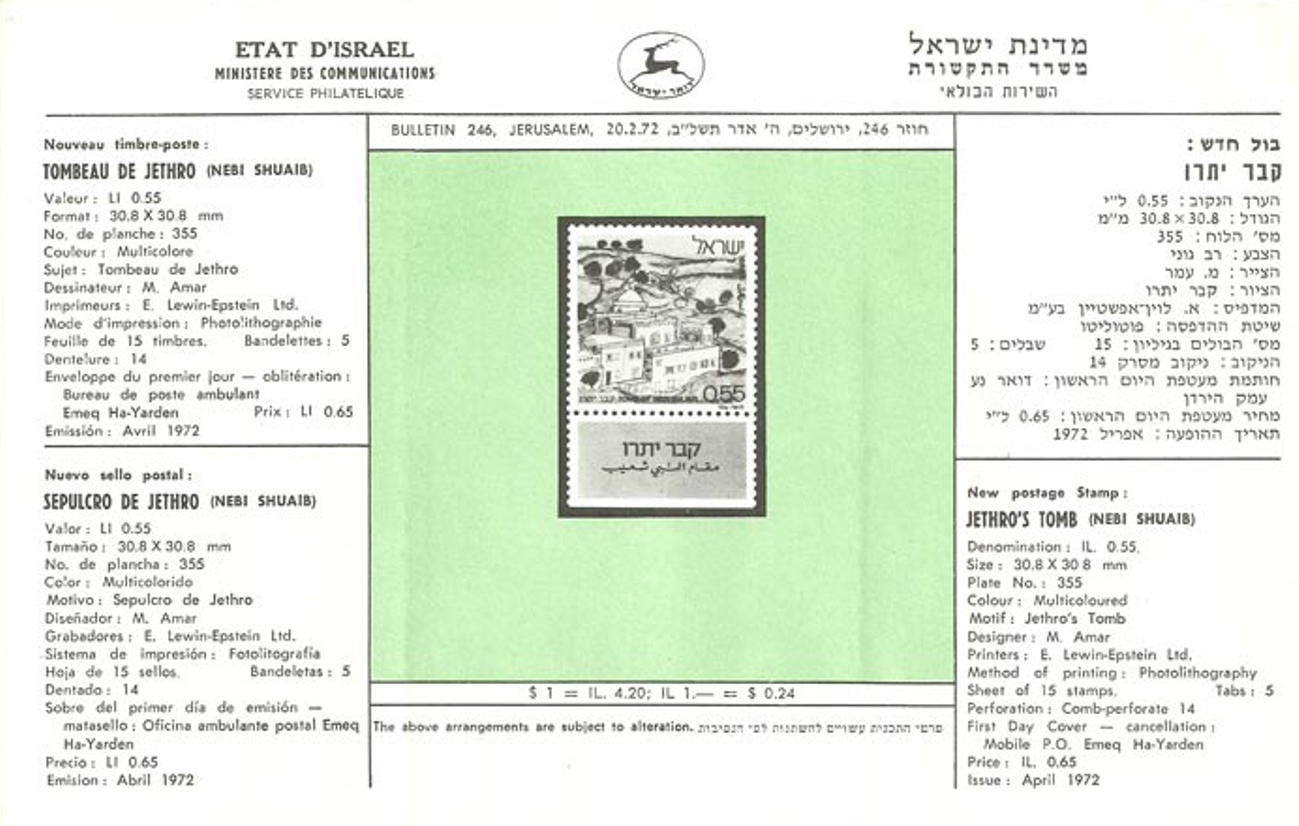 ETAT D'ISRAEL
MINISTERE DES COMMUNICATIONS
SERVICE PHILATELIQUE
דואר ישראל
מדינת ישראל
משרד התקשורת
השירות הבולאי
Nouveau timbre-poste :
TOMBEAU DE JETHRO (NEBI SHUAIB)
Valeur : LI 0.55
Format : 30.8 X 30.8 mm
No. de planche : 355
Couleur : Multicolore
Sujet : Tombeau de Jethro
Dessinateur : M. Amar
Imprimeurs : E. Lewin-Epstein Ltd.
Mode d'impression : Photolithographie
Feuille de 15 timbres. Bandelettes : 5
Dentelure : 14
Enveloppe du premier jour — oblitération :
Bureau de poste ambulant
Emeq Ha-Yarden Prix : LI 0.65
Emissión : Avril 1972
Nuevo sello postal :
SEPULCRO DE JETHRO (NEBI SHUAIB)
Valor : LI 0.55
Tamaño : 30.8 X 30.8 mm
No. de plancha : 355
Color : Multicolorido
Motivo : Sepulcro de Jethro
Diseñador : M. Amar
Grabadores : E. Lewin-Epstein Ltd.
Sistema de impresión : Fotolitografía
Hoja de 15 sellos. Bandeletas : 5
Dentado : 14
Sobre del primer día de emisión —
matasello : Oficina ambulante postal Emeq
Ha-Yarden
Precio : LI 0.65
Emision : Abril 1972
BULLETIN 246, JERUSALEM, 20.2.72 חוזר 246, ירושלים, ה' אדר תשל"ב,
ישראל
0.55
קבר יתרו
مقام النبي شعيب
$ 1 = IL. 4.20; IL 1.— = $ 0.24
The above arrangements are subject to alteration. פרטי התכנית עשויים להשתנות לפי הנסיבות
בול חדש :
קבר יתרו
הערך הנקוב : 0.55 ל"י
הגודל : 30.8 × 30.8 מ"מ
מס' הלוח : 355
הצבע : רב גוני
הצייר : מ. עמר
הציור : קבר יתרו
המדפיס : א. לוין־אפשטיין בע"מ
שיטת ההדפסה : פוטוליטו
מס' הבולים בגיליון : 15 שבלים : 5
הניקוב : ניקוב מסרק 14
חותמת מעטפת היום הראשון : דואר נע
עמק הירדן
מחיר מעטפת היום הראשון : 0.65 ל"י
תאריך ההופעה : אפריל 1972
New postage Stamp :
JETHRO'S TOMB (NEBI SHUAIB)
Denomination : IL. 0.55.
Size : 30.8 X 30 8 mm
Plate No. : 355
Colour : Multicoloured
Motif : Jethro's Tomb
Designer : M. Amar
Printers : E. Lewin-Epstein Ltd.
Method of printing : Photolithography
Sheet of 15 stamps. Tabs : 5
Perforation : Comb-perforate 14
First Day Cover — cancellation :
Mobile P.O. Emeq Ha-Yarden
Price : IL. 0.65
Issue : April 1972